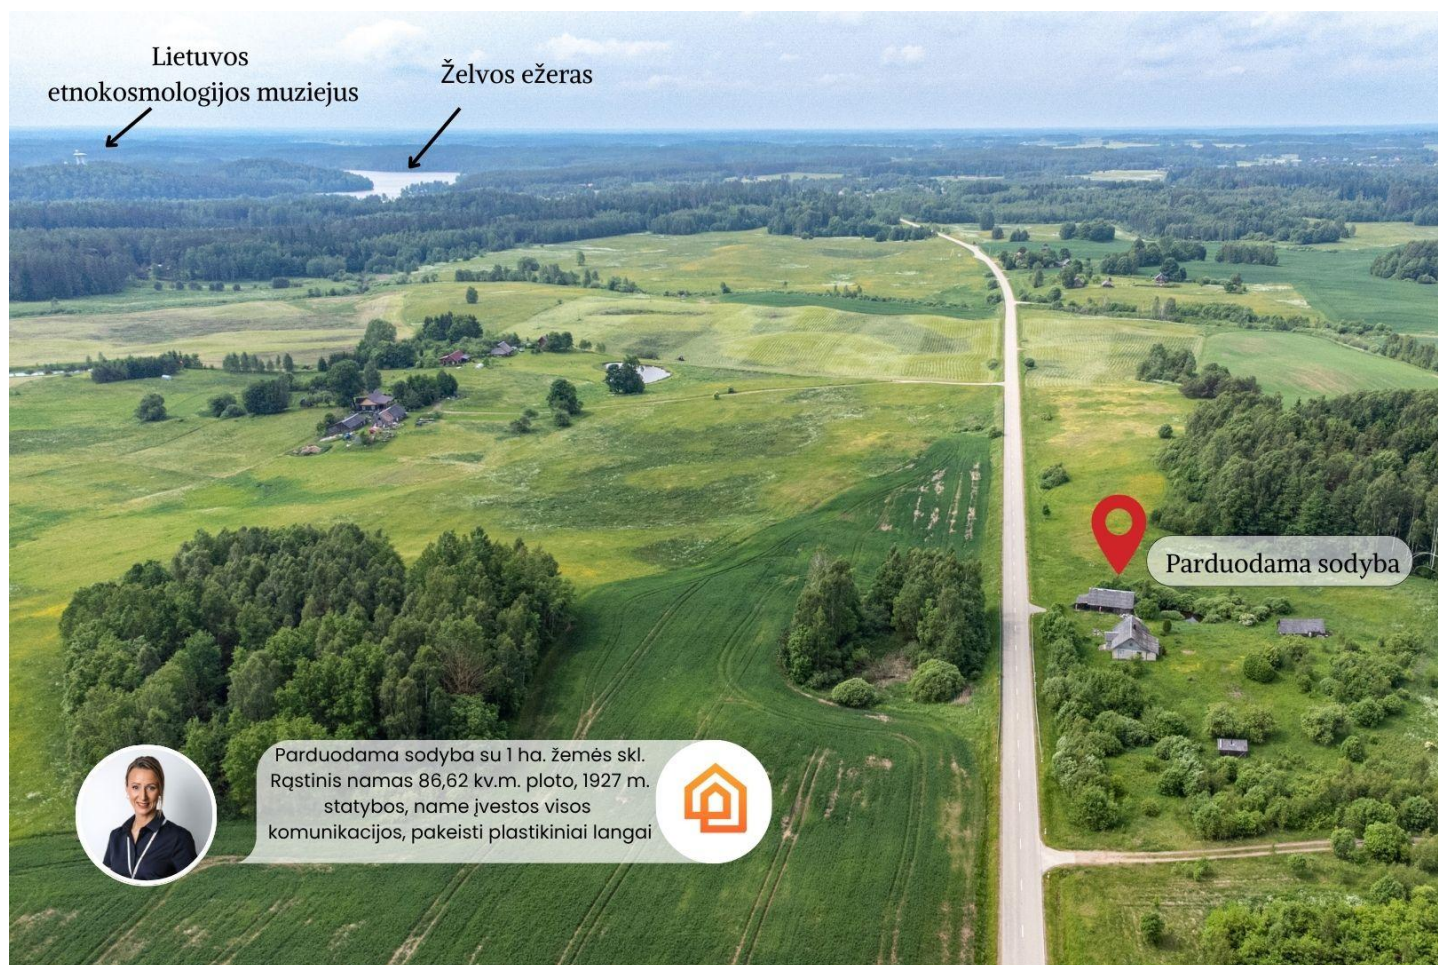 Lietuvos
etnokosmologijos muziejus
Želvos ežeras
Parduodama sodyba
Parduodama sodyba su 1 ha. žemės skl.
Rąstinis namas 86,62 kv.m. ploto, 1927 m.
statybos, name įvestos visos
komunikacijos, pakeisti plastikiniai langai